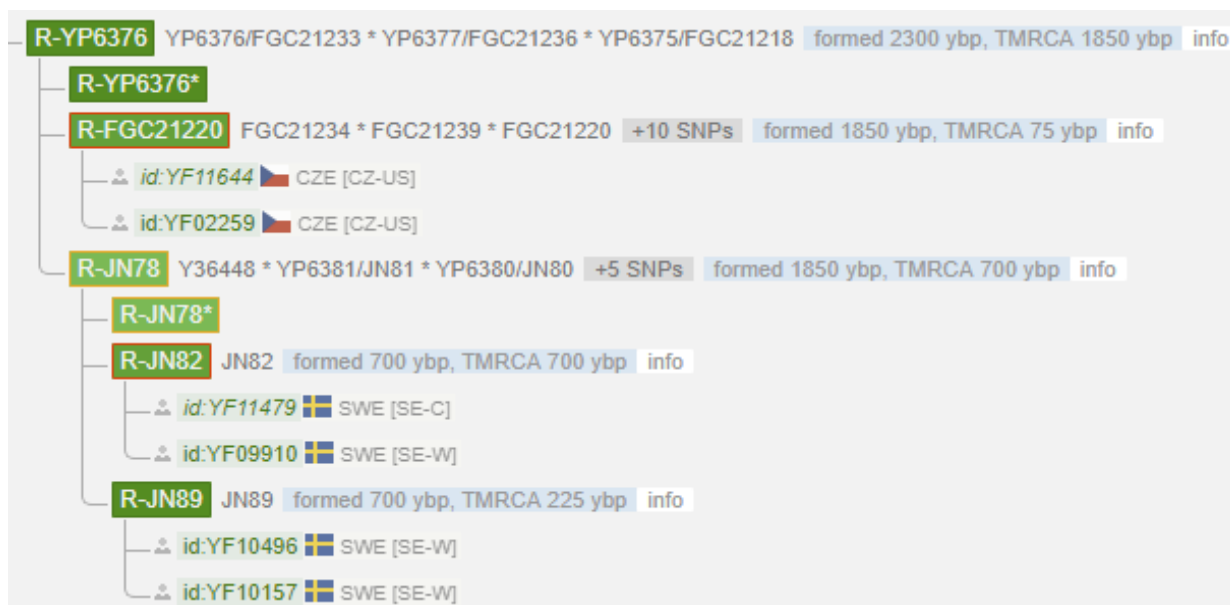 R-YP6376 YP6376/FGC21233 * YP6377/FGC21236 * YP6375/FGC21218 formed 2300 ybp, TMRCA 1850 ybp info
R-YP6376*
R-FGC21220 FGC21234 * FGC21239 * FGC21220 +10 SNPs formed 1850 ybp, TMRCA 75 ybp info
id:YF11644 CZE [CZ-US]
id:YF02259 CZE [CZ-US]
R-JN78 Y36448 * YP6381/JN81 * YP6380/JN80 +5 SNPs formed 1850 ybp, TMRCA 700 ybp info
R-JN78*
R-JN82 JN82 formed 700 ybp, TMRCA 700 ybp info
id:YF11479 SWE [SE-C]
id:YF09910 SWE [SE-W]
R-JN89 JN89 formed 700 ybp, TMRCA 225 ybp info
id:YF10496 SWE [SE-W]
id:YF10157 SWE [SE-W]